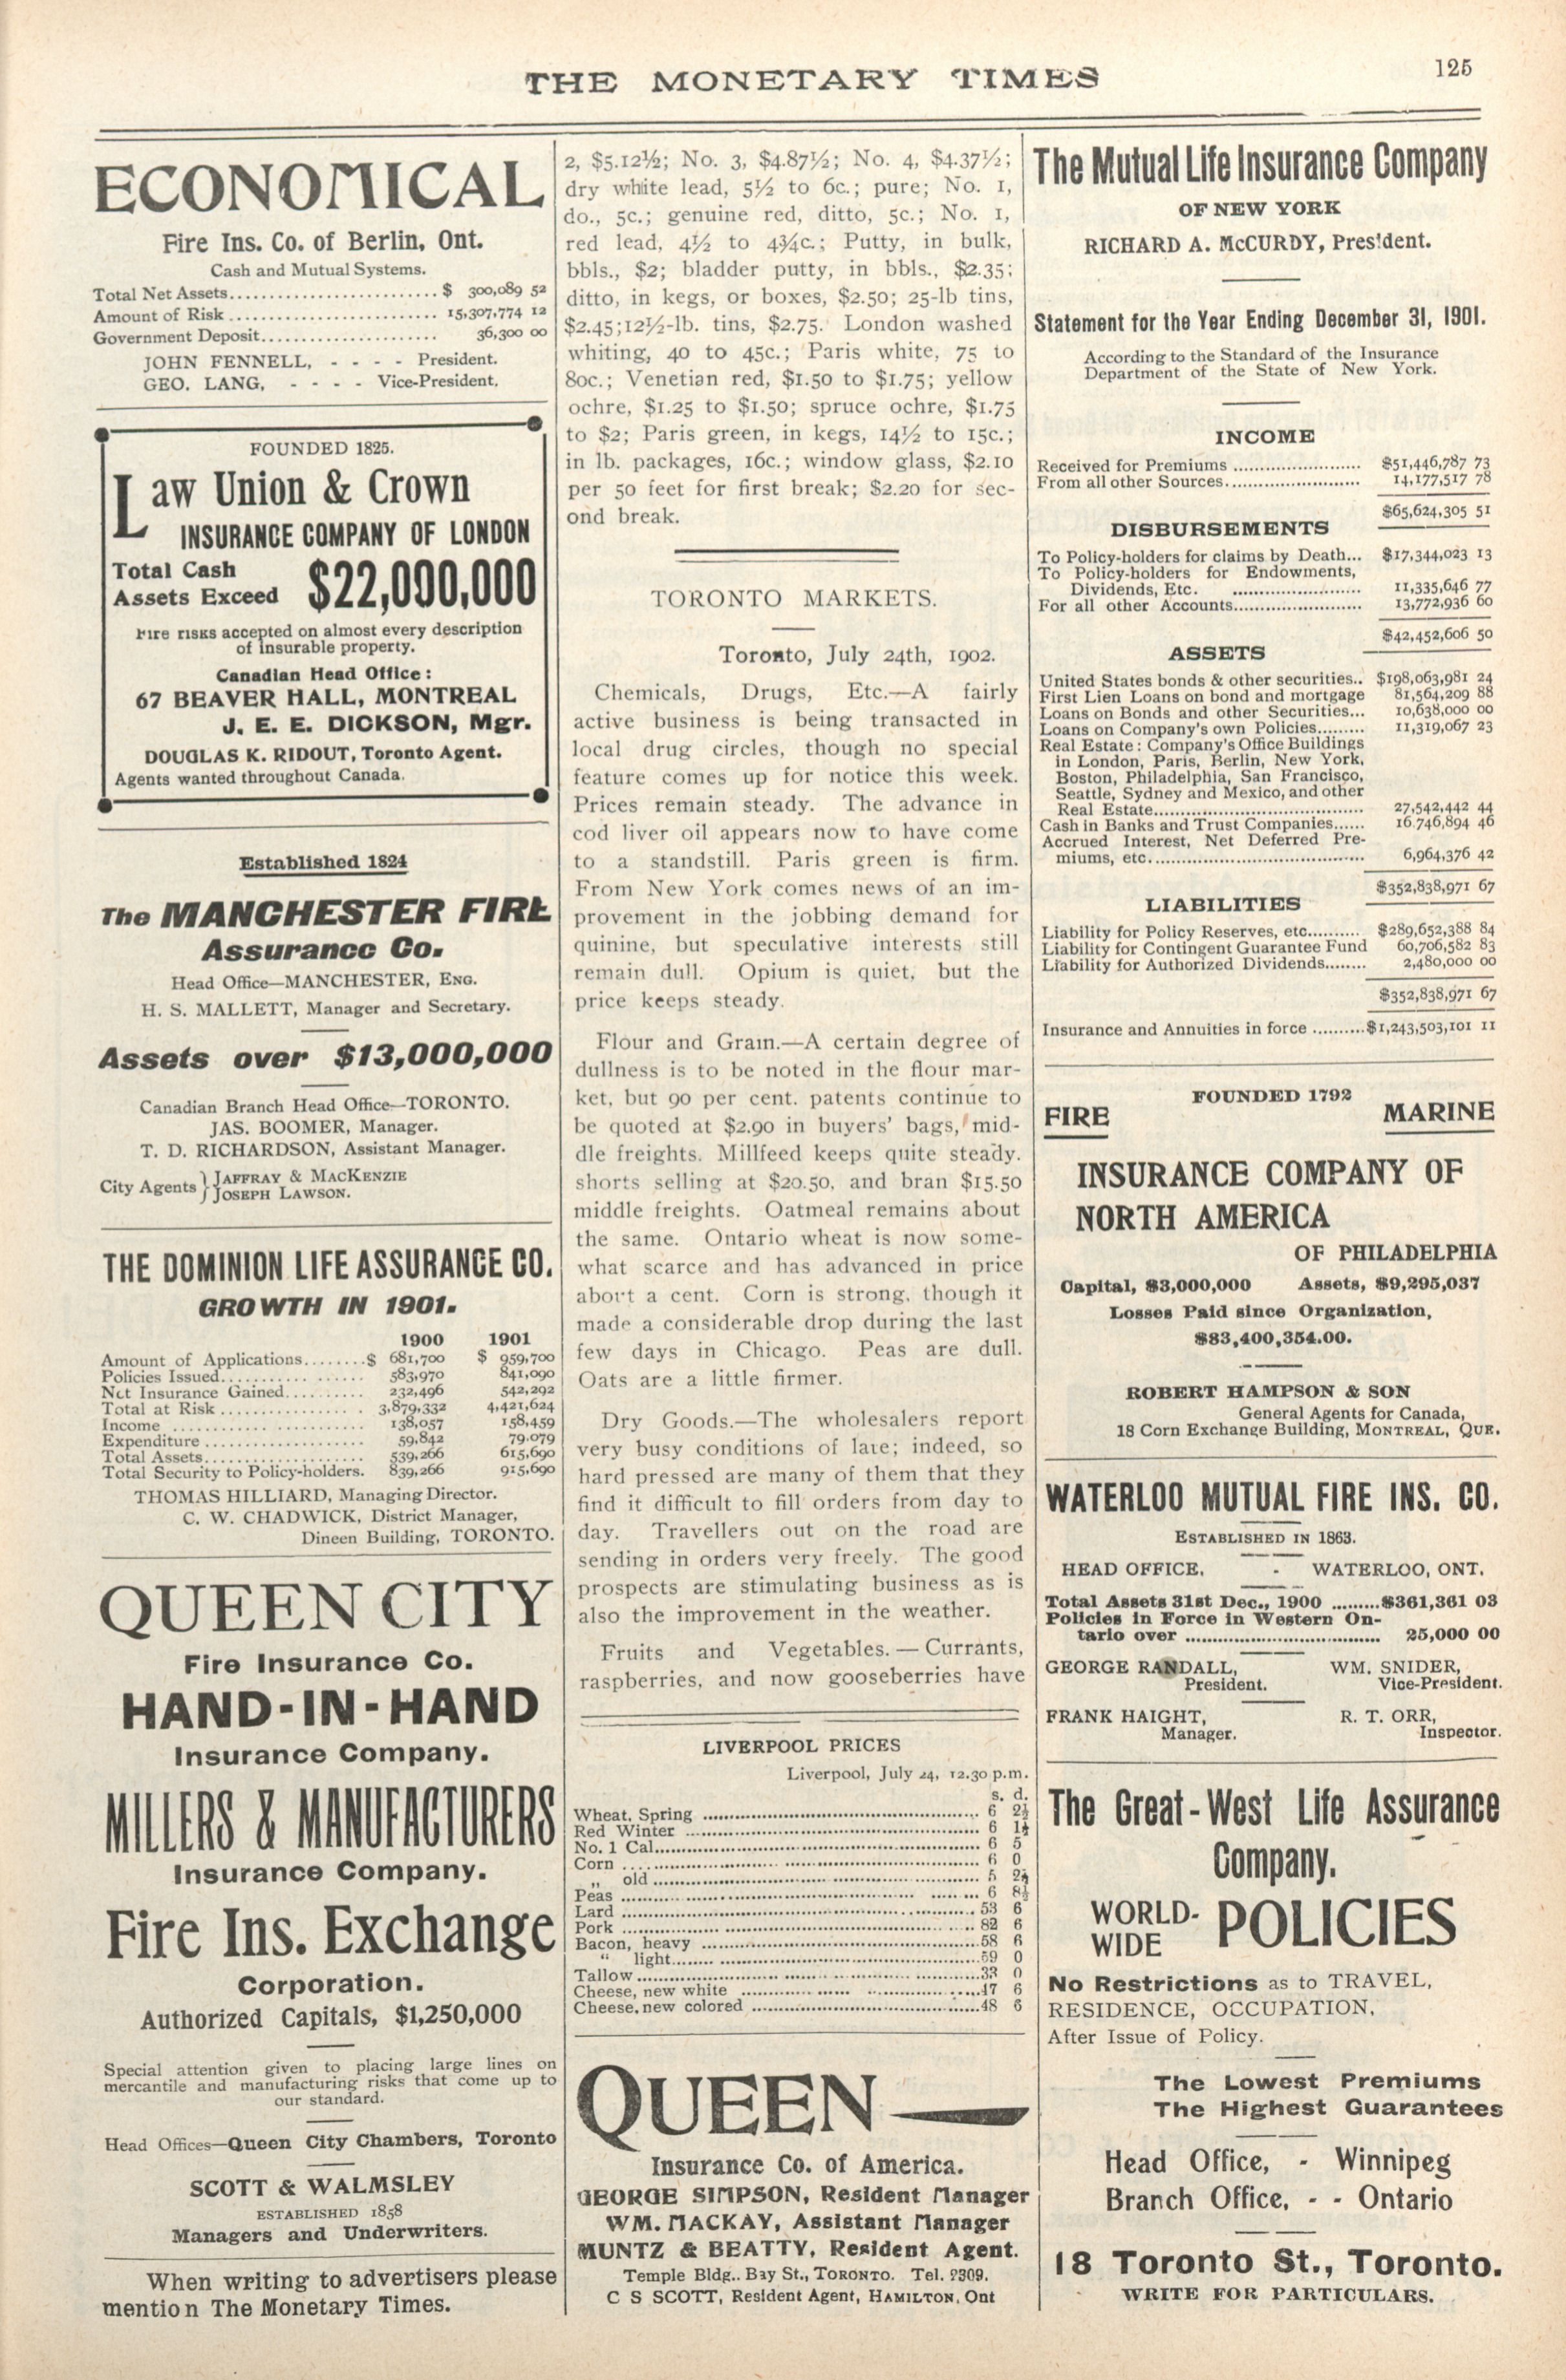 THE MONETARY TIMES
125
ECONOMICAL
Fire Ins. Co. of Berlin, Ont.
Cash and Mutual Systems.
Total Net Assets.......................... $ 300,089 52
Amount of Risk .......................... 15,307,774 12
Government Deposit...................... 36,300 00
JOHN FENNELL, - - - - President.
GEO. LANG, - - - - Vice-President.
FOUNDED 1825.
Law Union & Crown
INSURANCE COMPANY OF LONDON
Total Cash
Assets Exceed $22,000,000
Fire risks accepted on almost every description
of insurable property.
Canadian Head Office:
67 BEAVER HALL, MONTREAL
J. E. E. DICKSON, Mgr.
DOUGLAS K. RIDOUT, Toronto Agent.
Agents wanted throughout Canada.
Established 1824
The MANCHESTER FIRE
Assurance Co.
Head Office—MANCHESTER, ENG.
H. S. MALLETT, Manager and Secretary.
Assets over $13,000,000
Canadian Branch Head Office—TORONTO.
JAS. BOOMER, Manager.
T. D. RICHARDSON, Assistant Manager.
City Agents } JAFFRAY & MACKENZIE
JOSEPH LAWSON.
THE DOMINION LIFE ASSURANCE CO.
GROWTH IN 1901.
1900 1901
Amount of Applications........$ 681,700 $ 959,700
Policies Issued.................. 583,970 841,090
Net Insurance Gained.......... 232,496 542,292
Total at Risk ................. 3,879,332 4,421,624
Income ....................... 138,057 158,459
Expenditure .................... 59,842 79,079
Total Assets.................... 539,266 615,690
Total Security to Policy-holders. 839,266 915,690
THOMAS HILLIARD, Managing Director.
C. W. CHADWICK, District Manager,
Dineen Building, TORONTO.
QUEEN CITY
Fire Insurance Co.
HAND-IN-HAND
Insurance Company.
MILLERS & MANUFACTURERS
Insurance Company.
Fire Ins. Exchange
Corporation.
Authorized Capitals, $1,250,000
Special attention given to placing large lines on
mercantile and manufacturing risks that come up to
our standard.
Head Offices—Queen City Chambers, Toronto
SCOTT & WALMSLEY
ESTABLISHED 1858
Managers and Underwriters.
When writing to advertisers please
mention The Monetary Times.
2, $5.12½; No. 3, $4.87½; No. 4, $4.37½;
dry white lead, 5½ to 6c.; pure; No. 1,
do., 5c.; genuine red, ditto, 5c.; No. 1,
red lead, 4½ to 4¾c.; Putty, in bulk,
bbls., $2; bladder putty, in bbls., $2.35;
ditto, in kegs, or boxes, $2.50; 25-lb tins,
$2.45;12½-lb. tins, $2.75. London washed
whiting, 40 to 45c.; Paris white, 75 to
80c.; Venetian red, $1.50 to $1.75; yellow
ochre, $1.25 to $1.50; spruce ochre, $1.75
to $2; Paris green, in kegs, 14½ to 15c.;
in lb. packages, 16c.; window glass, $2.10
per 50 feet for first break; $2.20 for sec-
ond break.
TORONTO MARKETS.
Toronto, July 24th, 1902.
Chemicals, Drugs, Etc.—A fairly
active business is being transacted in
local drug circles, though no special
feature comes up for notice this week.
Prices remain steady. The advance in
cod liver oil appears now to have come
to a standstill. Paris green is firm.
From New York comes news of an im-
provement in the jobbing demand for
quinine, but speculative interests still
remain dull. Opium is quiet, but the
price keeps steady.
Flour and Grain.—A certain degree of
dullness is to be noted in the flour mar-
ket, but 90 per cent. patents continue to
be quoted at $2.90 in buyers' bags, mid-
dle freights. Millfeed keeps quite steady.
shorts selling at $20.50, and bran $15.50
middle freights. Oatmeal remains about
the same. Ontario wheat is now some-
what scarce and has advanced in price
about a cent. Corn is strong, though it
made a considerable drop during the last
few days in Chicago. Peas are dull.
Oats are a little firmer.
Dry Goods.—The wholesalers report
very busy conditions of late; indeed, so
hard pressed are many of them that they
find it difficult to fill orders from day to
day. Travellers out on the road are
sending in orders very freely. The good
prospects are stimulating business as is
also the improvement in the weather.
Fruits and Vegetables. — Currants,
raspberries, and now gooseberries have
LIVERPOOL PRICES
Liverpool, July 24, 12.30 p.m.
s. d.
Wheat, Spring ........ 6 2½
Red Winter ........ 6
No. 1 Cal........ 6 5
Corn ........ 6 0
„ old ........ 5
Peas ........ 6 8½
Lard ........ 53 6
Pork ........ 82 6
Bacon, heavy ........ 58 6
“ light........ 59 0
Tallow........ 33 0
Cheese, new white ........ 47 6
Cheese, new colored ........ 48 6
QUEEN
Insurance Co. of America.
GEORGE SIMPSON, Resident Manager
WM. MACKAY, Assistant Manager
MUNTZ & BEATTY, Resident Agent.
Temple Bldg., Bay St., TORONTO. Tel. 2309.
C S SCOTT, Resident Agent, HAMILTON, Ont
The Mutual Life Insurance Company
OF NEW YORK
RICHARD A. McCURDY, President.
Statement for the Year Ending December 31, 1901.
According to the Standard of the Insurance
Department of the State of New York.
INCOME
Received for Premiums ........ $51,446,787 73
From all other Sources........ 14,177,517 78
$65,624,305 51
DISBURSEMENTS
To Policy-holders for claims by Death... $17,344,023 13
To Policy-holders for Endowments,
Dividends, Etc. ........ 11,335,646 77
For all other Accounts........ 13,772,936 60
$42,452,606 50
ASSETS
United States bonds & other securities.. $198,063,981 24
First Lien Loans on bond and mortgage 81,564,209 88
Loans on Bonds and other Securities... 10,638,000 00
Loans on Company's own Policies........ 11,319,067 23
Real Estate: Company's Office Buildings
in London, Paris, Berlin, New York,
Boston, Philadelphia, San Francisco,
Seattle, Sydney and Mexico, and other
Real Estate........ 27,542,442 44
Cash in Banks and Trust Companies...... 16.746,894 46
Accrued Interest, Net Deferred Pre-
miums, etc........ 6,964,376 42
$352,838,971 67
LIABILITIES
Liability for Policy Reserves, etc........ $289,652,388 84
Liability for Contingent Guarantee Fund 60,706,582 83
Liability for Authorized Dividends........ 2,480,000 00
$352,838,971 67
Insurance and Annuities in force ..........$1,243,503,101 11
FOUNDED 1792
FIRE MARINE
INSURANCE COMPANY OF
NORTH AMERICA
OF PHILADELPHIA
Capital, $3,000,000 Assets, $9,295,037
Losses Paid since Organization,
$83,400,354.00.
ROBERT HAMPSON & SON
General Agents for Canada,
18 Corn Exchange Building, MONTREAL, QUE.
WATERLOO MUTUAL FIRE INS. CO.
ESTABLISHED IN 1863.
HEAD OFFICE, - WATERLOO, ONT.
Total Assets 31st Dec., 1900 .........$361,361 03
Policies in Force in Western On-
tario over ........ 25,000 00
GEORGE RANDALL, WM. SNIDER,
President. Vice-President.
FRANK HAIGHT, R. T. ORR,
Manager. Inspector.
The Great-West Life Assurance
Company.
WORLD-
WIDE POLICIES
No Restrictions as to TRAVEL,
RESIDENCE, OCCUPATION,
After Issue of Policy.
The Lowest Premiums
The Highest Guarantees
Head Office, - Winnipeg
Branch Office, - - Ontario
18 Toronto St., Toronto.
WRITE FOR PARTICULARS.